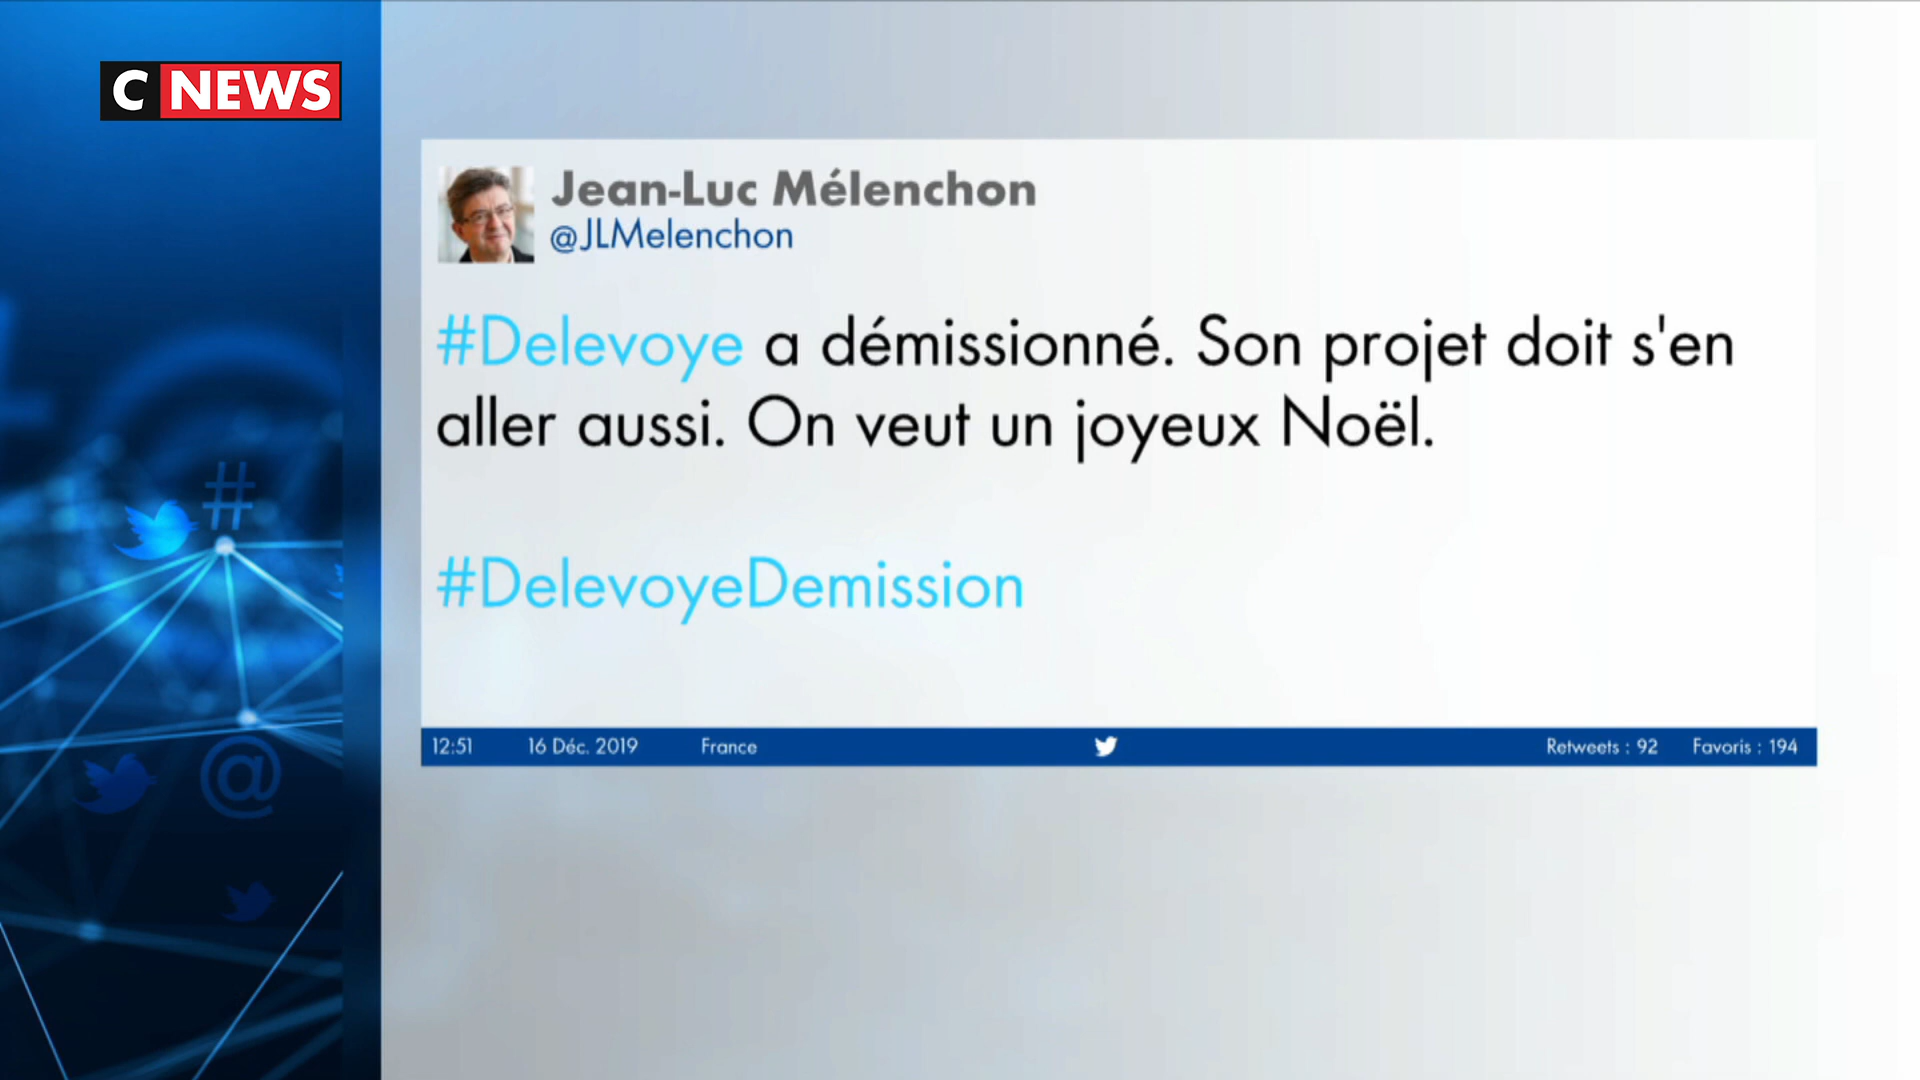 C NEWS
Jean-Luc Mélenchon
@JLMelenchon
#Delevoye a démissionné. Son projet doit s'en
aller aussi. On veut un joyeux Noël.
#DelevoyeDemission
#
@
12:51 16 Déc. 2019 France Retweets : 92 Favoris : 194